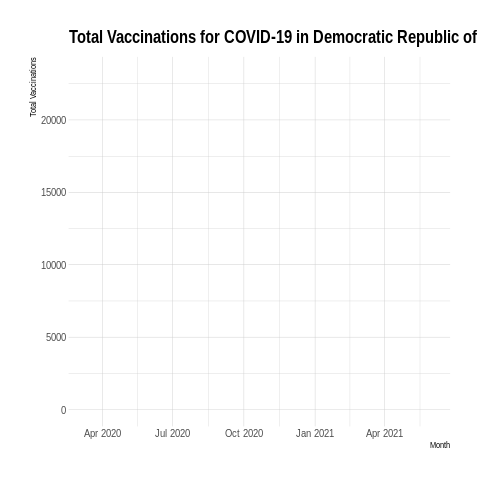 Total Vaccinations for COVID-19 in Democratic Republic of
Total Vaccinations
20000
15000
10000
5000
0
Apr 2020 Jul 2020 Oct 2020 Jan 2021 Apr 2021
Month